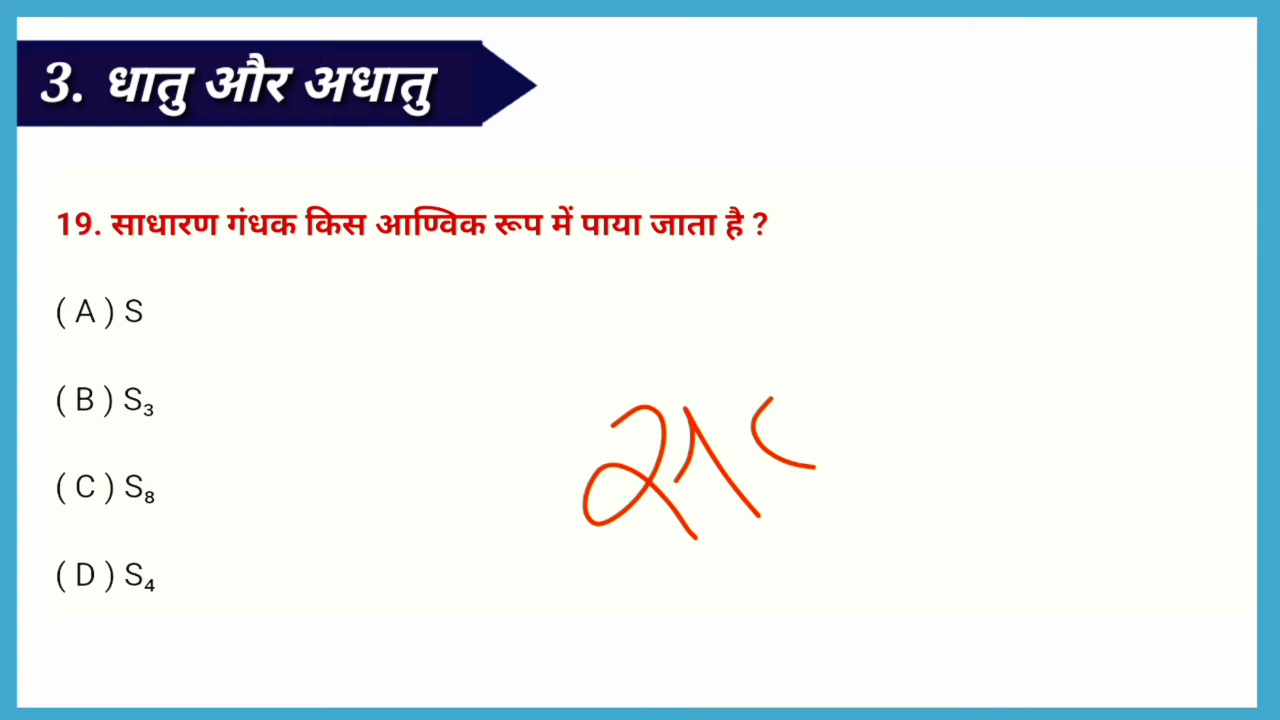 3. धातु और अधातु
19. साधारण गंधक किस आण्विक रूप में पाया जाता है ?
( A ) S
( B ) S₃
( C ) S₈
( D ) S₄